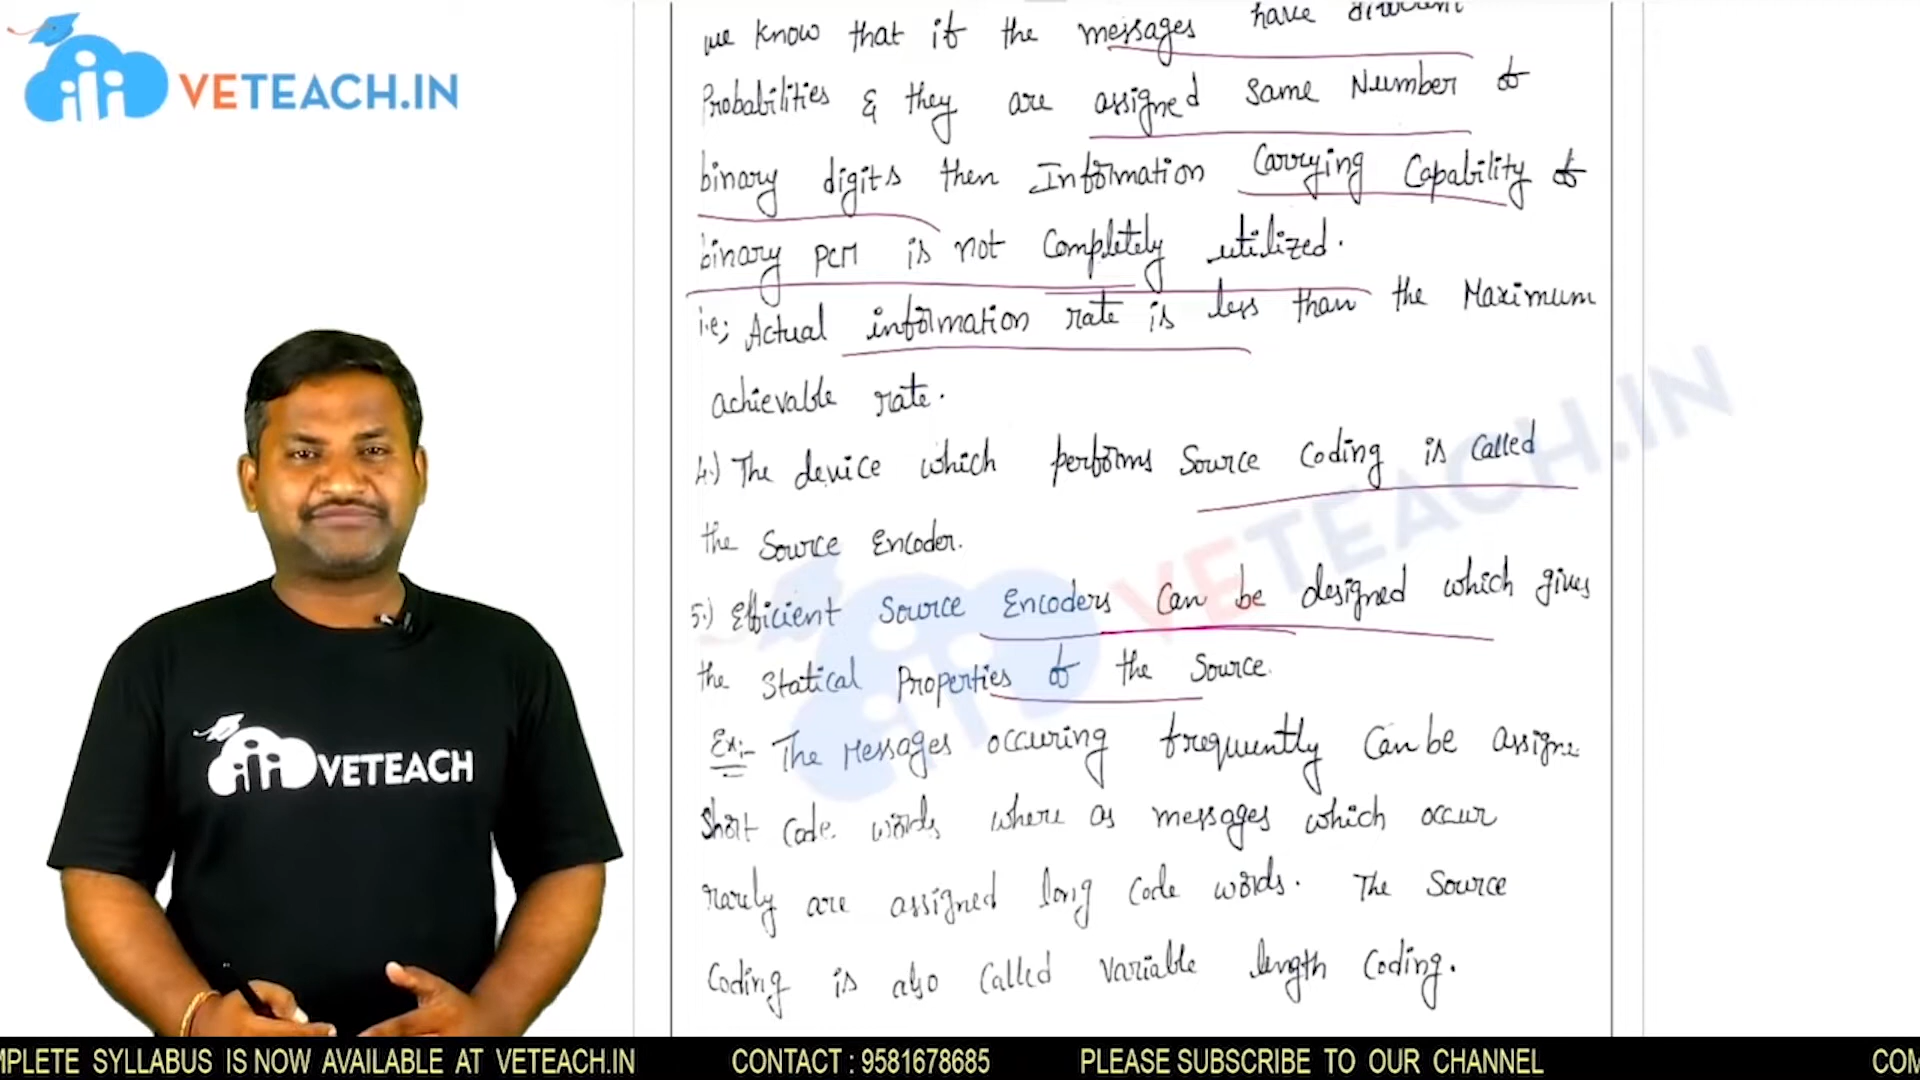 VETEACH.IN
we know that if the messages have different
Probabilities & they are assigned same Number of
binary digits then Information Carrying Capability of
binary PCM is not Completely utilized.
i.e; Actual information rate is less than the Maximum
achievable rate.
4.) The device which performs Source Coding is Called
the Source Encoder.
5.) Efficient Source Encoders Can be designed which gives
the Statical Properties of the Source.
Ex:- The Messages occuring frequently Can be assigne
Short Code words where as messages which occur
rarely are assigned long Code words. The Source
Coding is also Called Variable length Coding.
VETEACH.IN
VETEACH
MPLETE SYLLABUS IS NOW AVAILABLE AT VETEACH.IN CONTACT : 9581678685 PLEASE SUBSCRIBE TO OUR CHANNEL COM